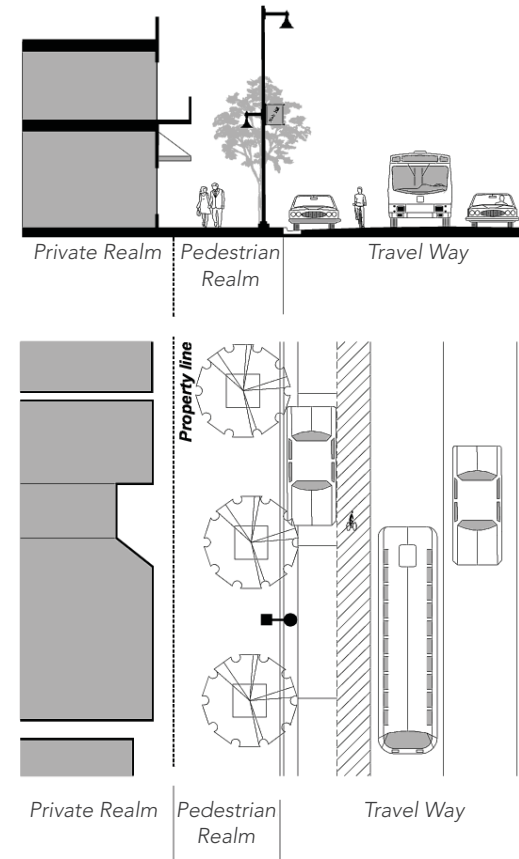 Private Realm
Pedestrian
Realm
Travel Way
Property line
Private Realm
Pedestrian
Realm
Travel Way